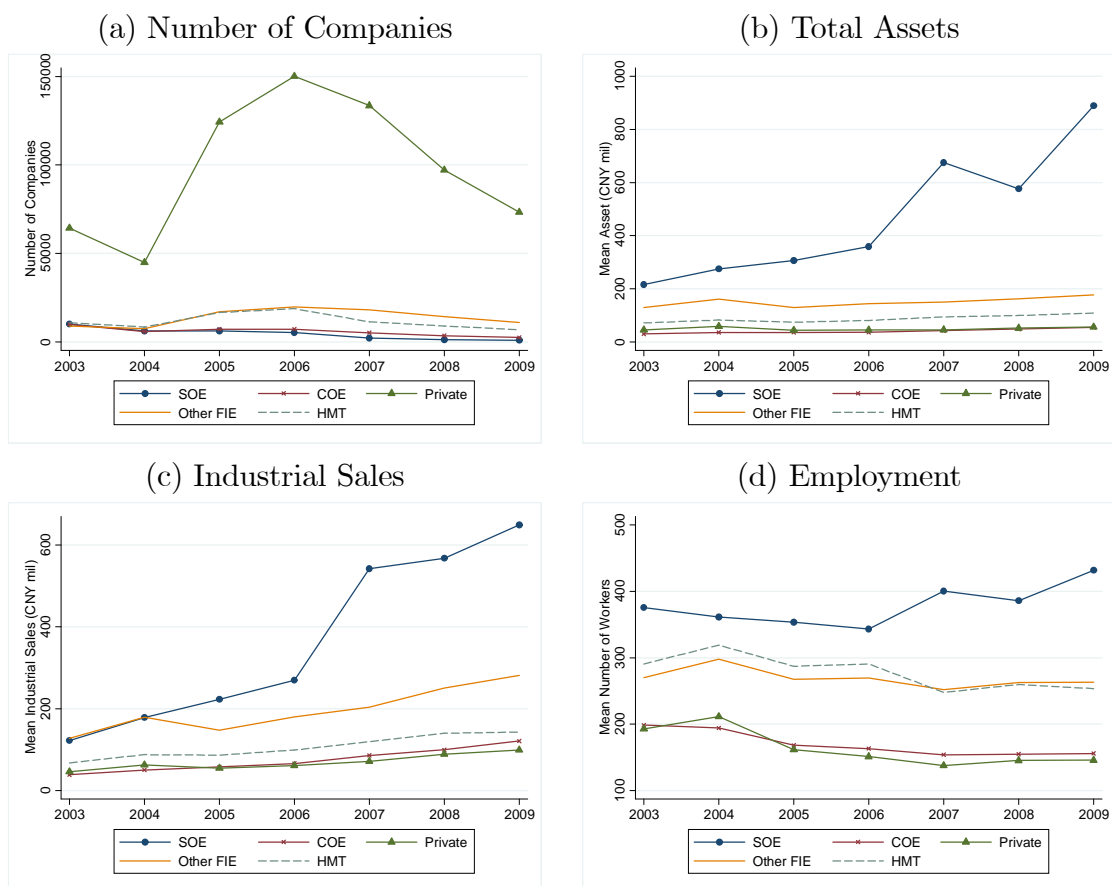 (a) Number of Companies
Number of Companies
150000
100000
50000
0
2003 2004 2005 2006 2007 2008 2009
SOE COE Private
Other FIE HMT
(b) Total Assets
Mean Asset (CNY mil)
1000
800
600
400
200
0
2003 2004 2005 2006 2007 2008 2009
SOE COE Private
Other FIE HMT
(c) Industrial Sales
Mean Industrial Sales (CNY mil)
600
400
200
0
2003 2004 2005 2006 2007 2008 2009
SOE COE Private
Other FIE HMT
(d) Employment
Mean Number of Workers
500
400
300
200
100
2003 2004 2005 2006 2007 2008 2009
SOE COE Private
Other FIE HMT